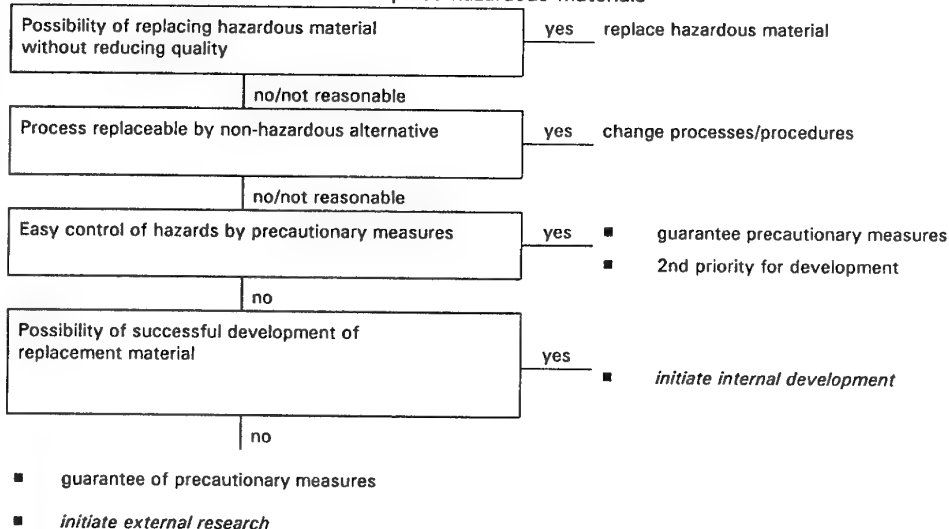 hazardous materials
Possibility of replacing hazardous material yes replace hazardous material
without reducing quality
no/not reasonable
Process replaceable by non-hazardous alternative yes change processes/procedures
no/not reasonable
Easy control of hazards by precautionary measures yes ■ guarantee precautionary measures
■ 2nd priority for development
no
Possibility of successful development of
replacement material
yes
■ initiate internal development
no
■ guarantee of precautionary measures
■ initiate external research